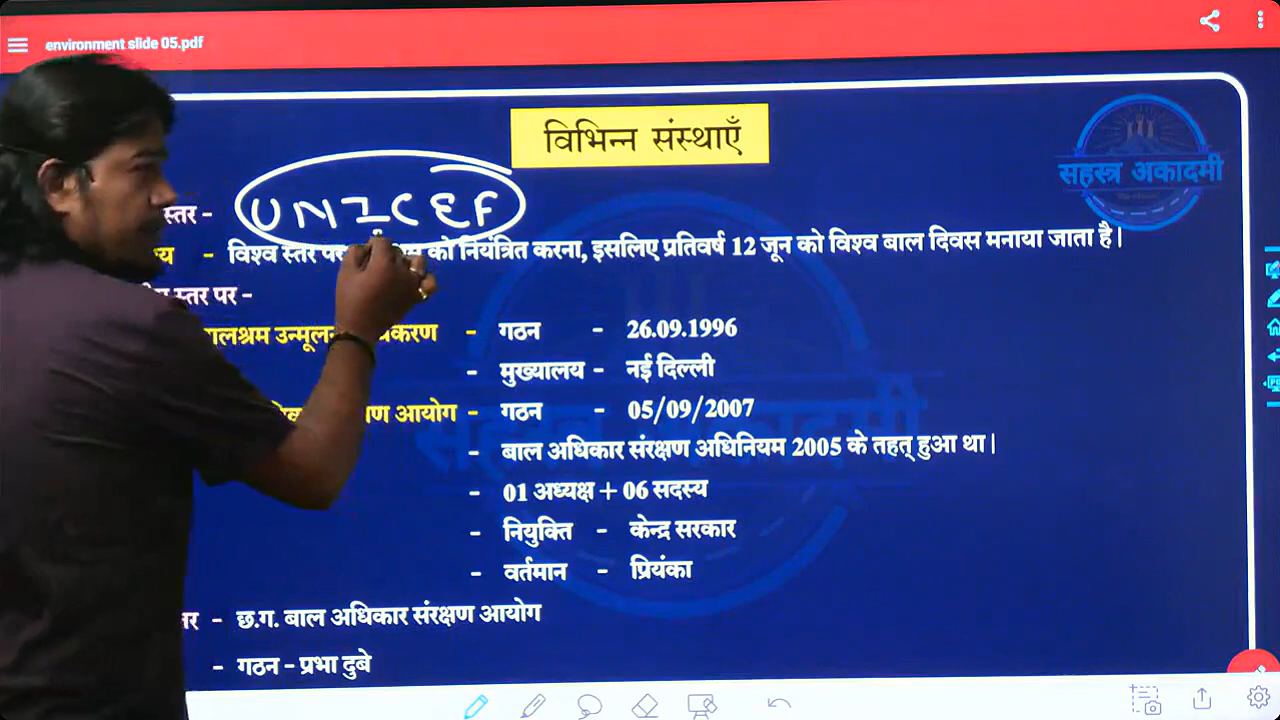 environment slide 05.pdf
विभिन्न संस्थाएँ
सहस्त्र अकादमी
स्तर - UNICEF
- विश्व स्तर को नियंत्रित करना, इसलिए प्रतिवर्ष 12 जून को विश्व बाल दिवस मनाया जाता है|
स्तर पर -
उन्मूलन - गठन - 26.09.1996
- मुख्यालय - नई दिल्ली
आयोग - गठन - 05/09/2007
- बाल अधिकार संरक्षण अधिनियम 2005 के तहत् हुआ था|
- 01 अध्यक्ष + 06 सदस्य
- नियुक्ति - केन्द्र सरकार
- वर्तमान - प्रियंका
- छ.ग. बाल अधिकार संरक्षण आयोग
- गठन - प्रभा दुबे